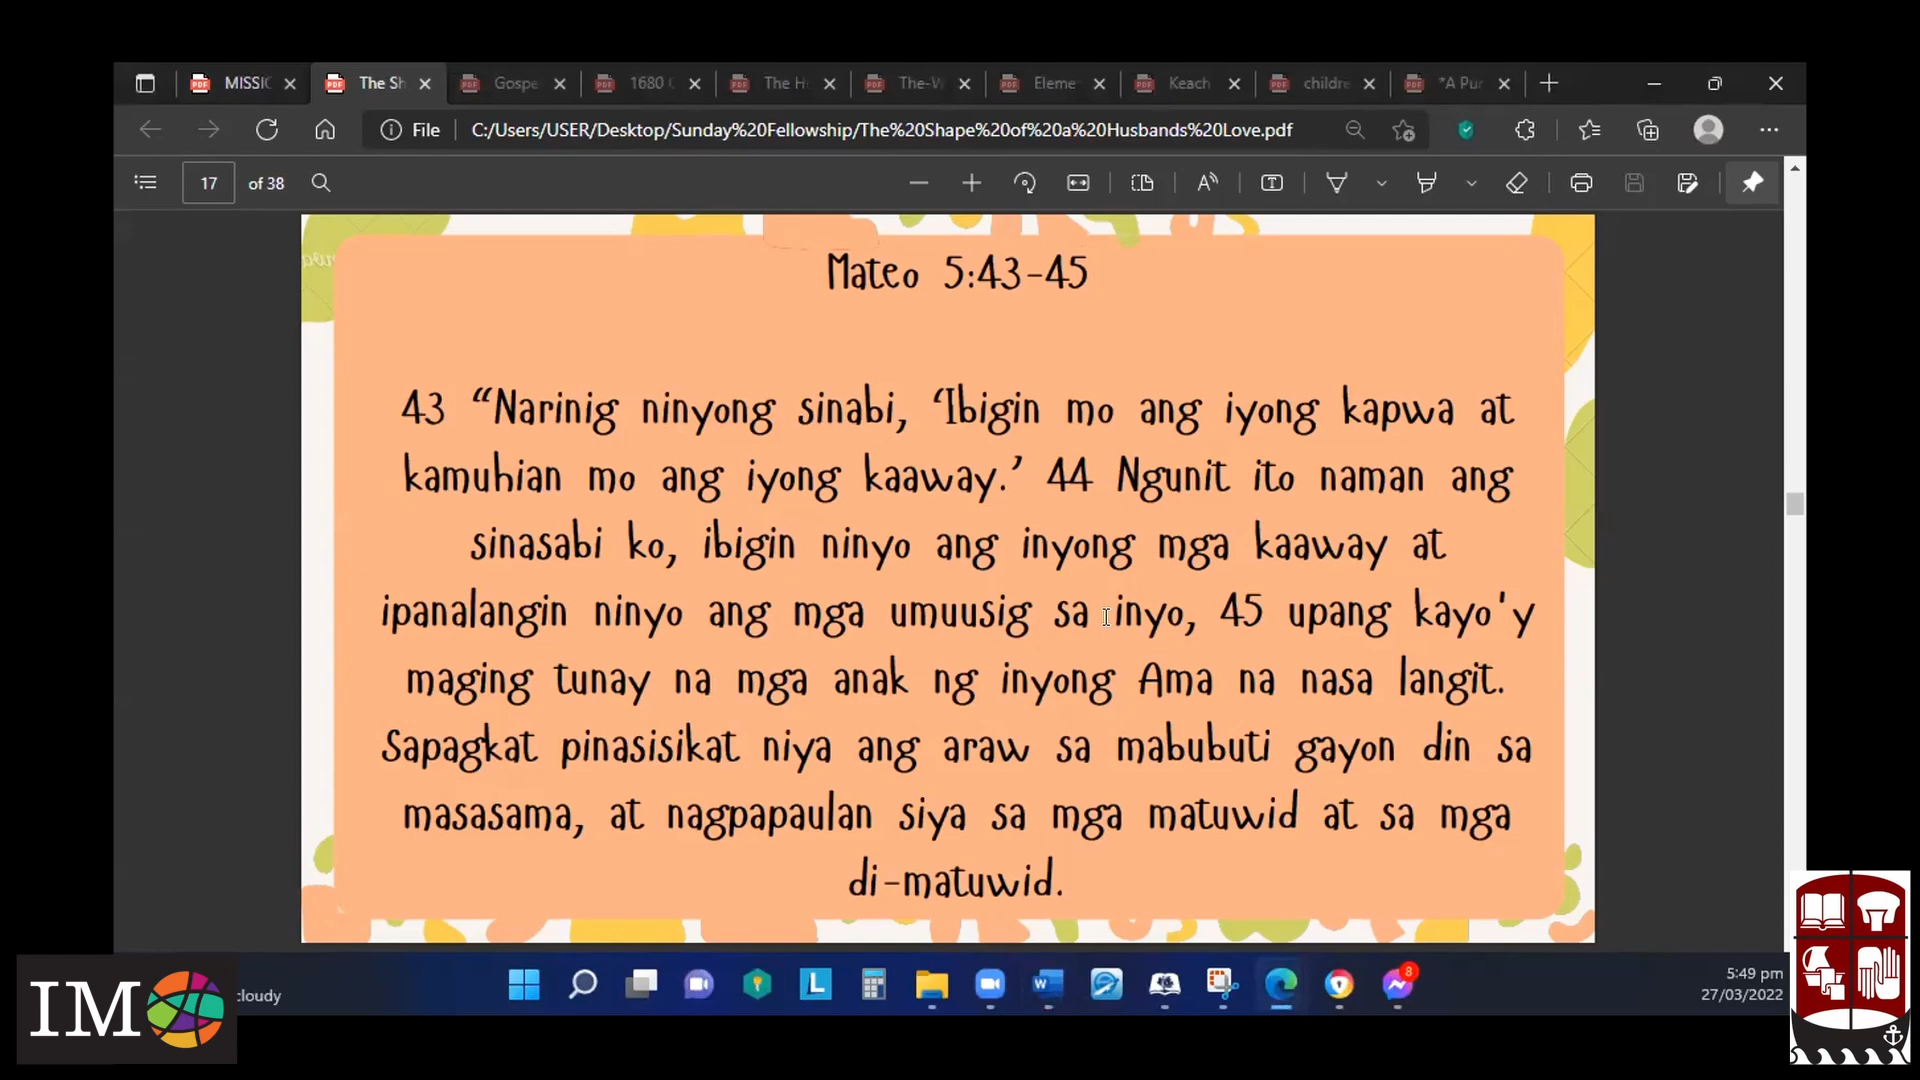 MISSIC
The Sh
Gospe
1680 C
The H
The-W
Eleme
Keach
childre
*A Pur
File
C:/Users/USER/Desktop/Sunday%20Fellowship/The%20Shape%20of%20a%20Husbands%20Love.pdf
17 of 38
Mateo 5:43-45
43 “Narinig ninyong sinabi, ‘Ibigin mo ang iyong kapwa at
kamuhian mo ang iyong kaaway.’ 44 Ngunit ito naman ang
sinasabi ko, ibigin ninyo ang inyong mga kaaway at
ipanalangin ninyo ang mga umuusig sa inyo, 45 upang kayo'y
maging tunay na mga anak ng inyong Ama na nasa langit.
Sapagkat pinasisikat niya ang araw sa mabubuti gayon din sa
masasama, at nagpapaulan siya sa mga matuwid at sa mga
di-matuwid.
IM
cloudy
8
5:49 pm
27/03/2022